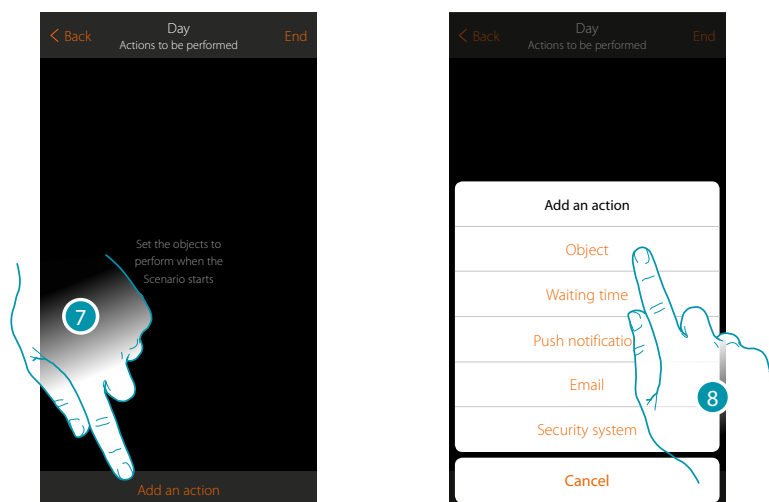 Back
Day
End
Actions to be performed
Set the objects to
perform when the
Scenario starts
7
Add an action
Back
Day
End
Actions to be performed
Add an action
Object
Waiting time
Push notificatio
Email
8
Security system
Cancel